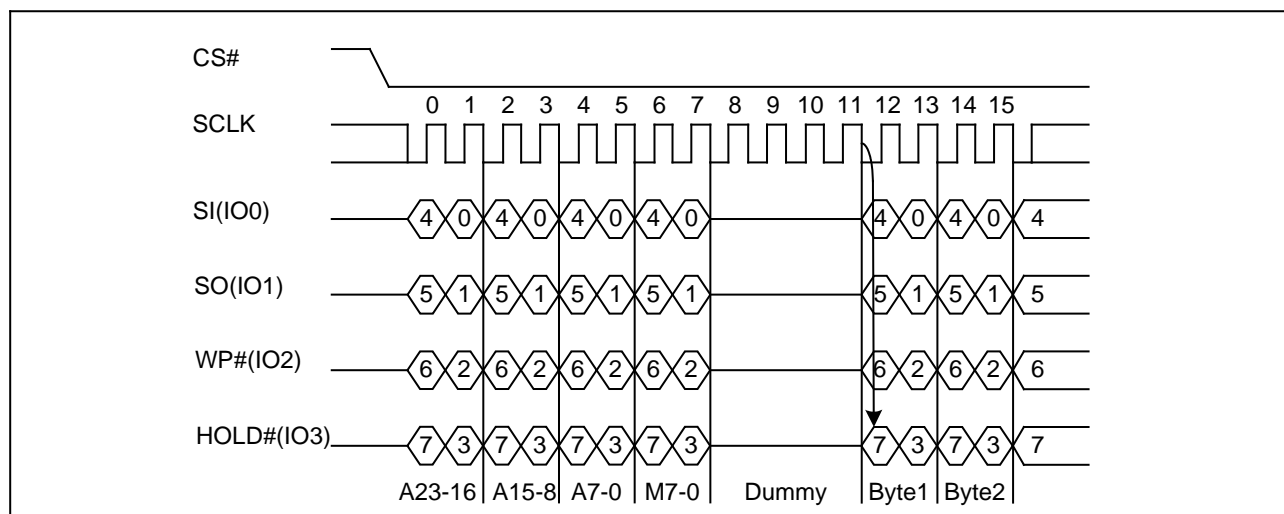 CS#
0 1 2 3 4 5 6 7 8 9 10 11 12 13 14 15
SCLK
SI(IO0) 4 0 4 0 4 0 4 0 4 0 4 0 4
SO(IO1) 5 1 5 1 5 1 5 1 5 1 5 1 5
WP#(IO2) 6 2 6 2 6 2 6 2 6 2 6 2 6
HOLD#(IO3) 7 3 7 3 7 3 7 3 7 3 7 3 7
A23-16 A15-8 A7-0 M7-0 Dummy Byte1 Byte2